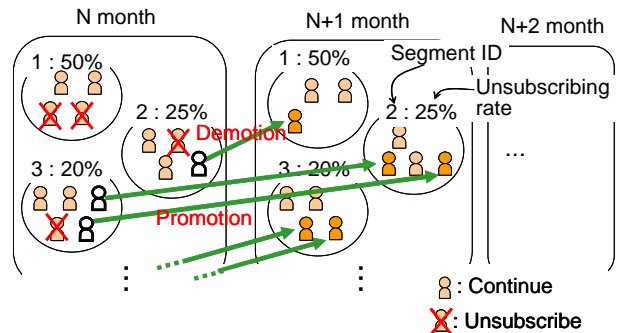 N month
N+1 month
N+2 month
1 : 50%
2 : 25%
3 : 20%
Demotion
Promotion
⋮
1 : 50%
Segment ID
Unsubscribing
rate
2 : 25%
3 : 20%
⋮
...
: Continue
: Unsubscribe